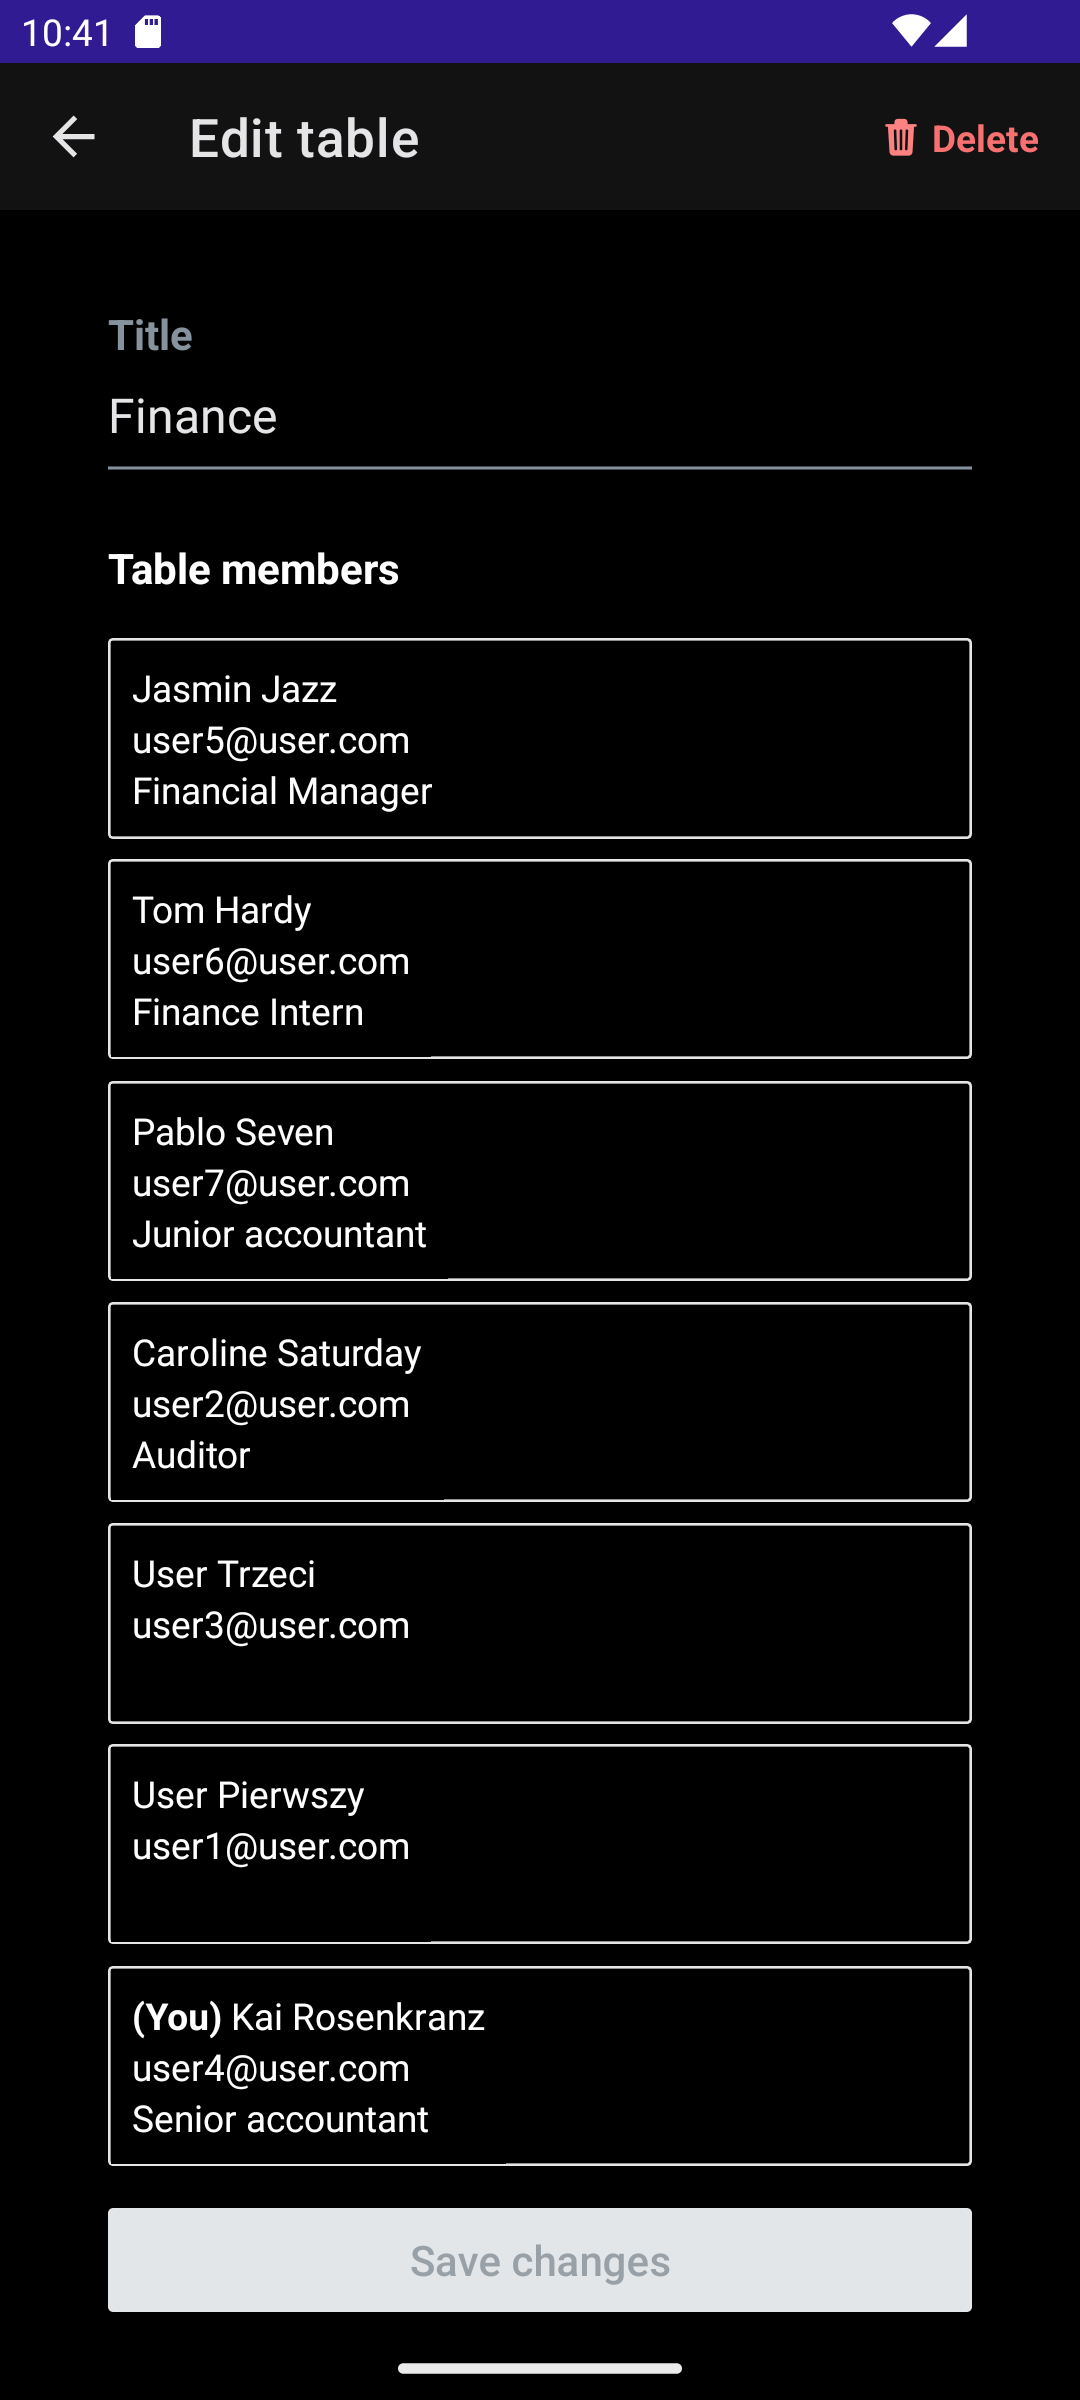 10:41
Edit table
Delete
Title
Finance
Table members
Jasmin Jazz
user5@user.com
Financial Manager
Tom Hardy
user6@user.com
Finance Intern
Pablo Seven
user7@user.com
Junior accountant
Caroline Saturday
user2@user.com
Auditor
User Trzeci
user3@user.com
User Pierwszy
user1@user.com
(You) Kai Rosenkranz
user4@user.com
Senior accountant
Save changes